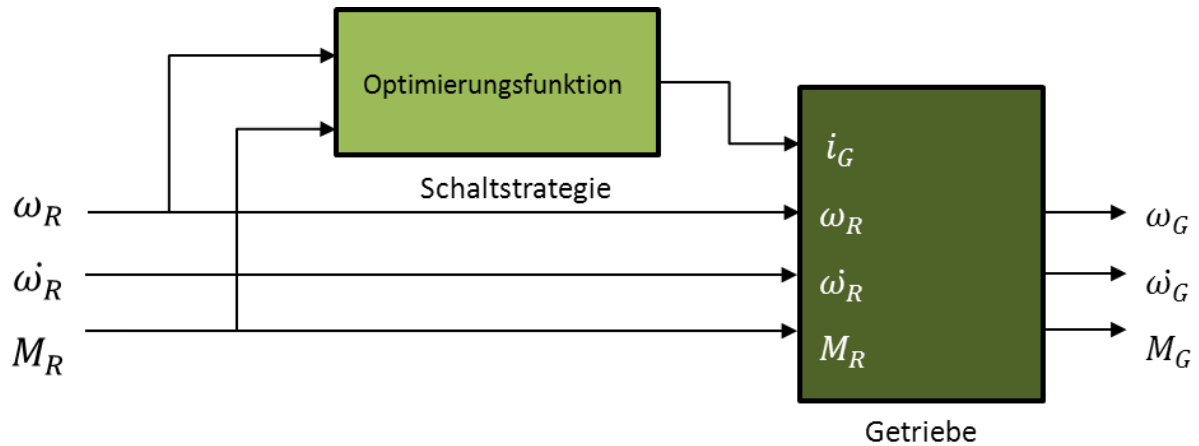 Optimierungsfunktion
Schaltstrategie
i_G
ω_R
ω_R
ω_G
ω̇_R
ω̇_R
ω̇_G
M_R
M_R
M_G
Getriebe